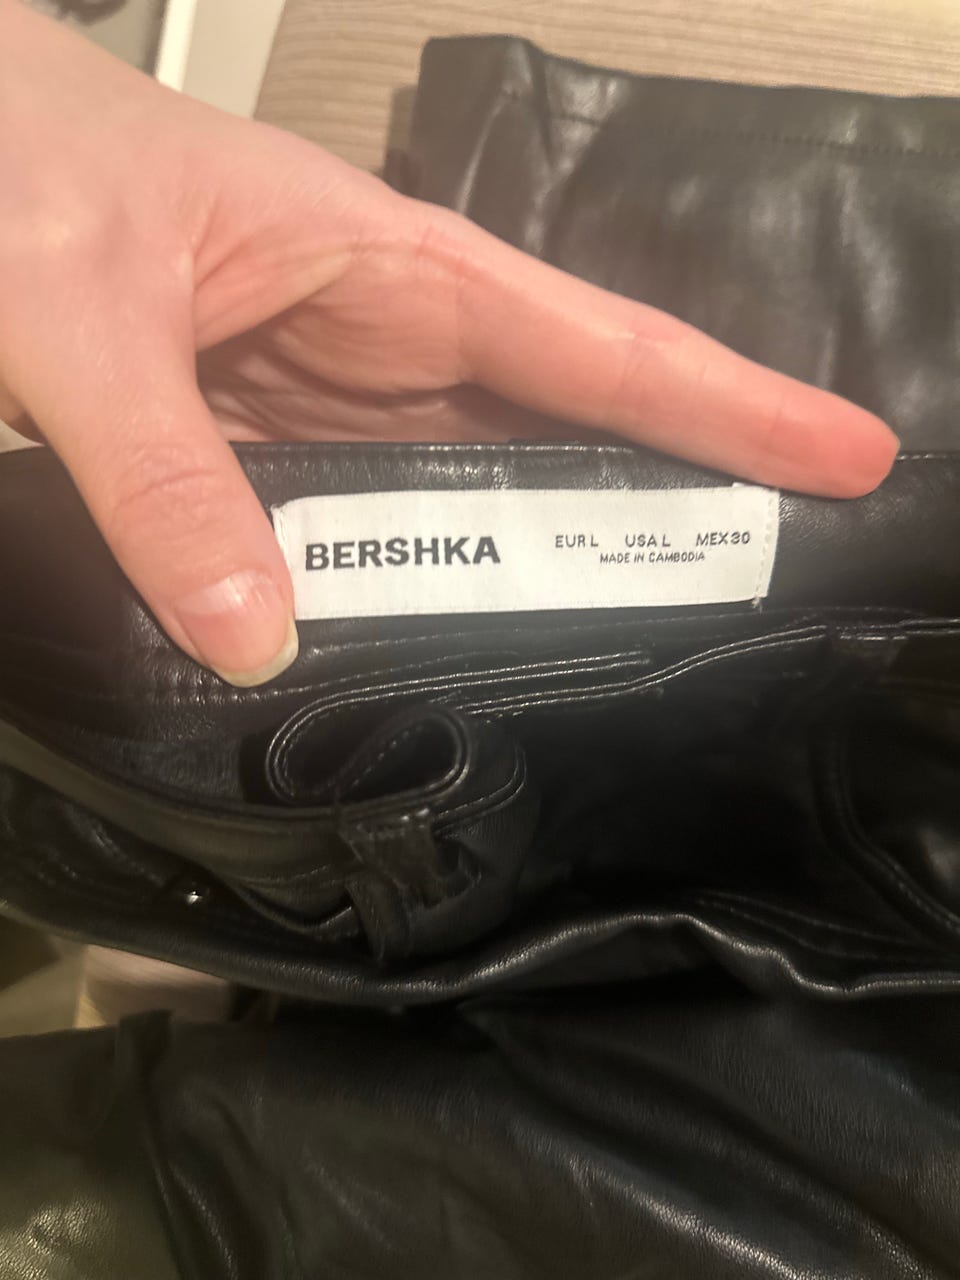 BERSHKA
EUR L USA L MEX 30
MADE IN CAMBODIA